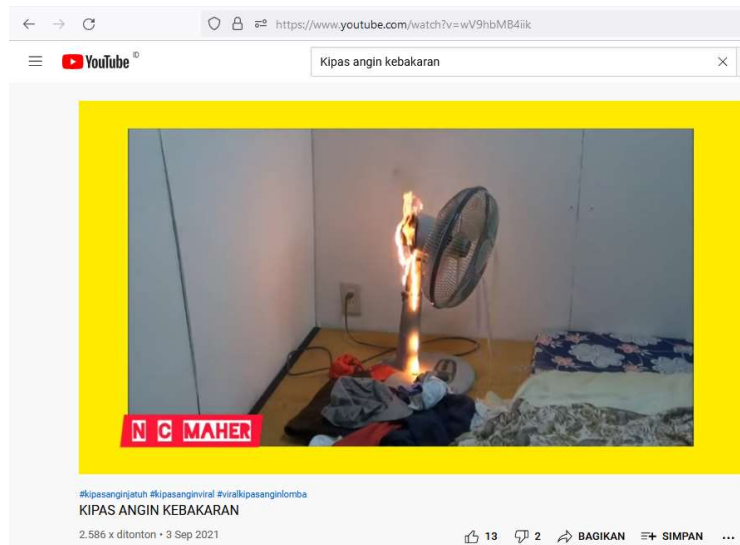 https://www.youtube.com/watch?v=wV9hbMB4iik
YouTube ID
Kipas angin kebakaran
N C MAHER
#kipasanginjatuh #kipasanginviral #viralkipasanginlomba
KIPAS ANGIN KEBAKARAN
2.586 x ditonton • 3 Sep 2021
13 2 BAGIKAN SIMPAN ...